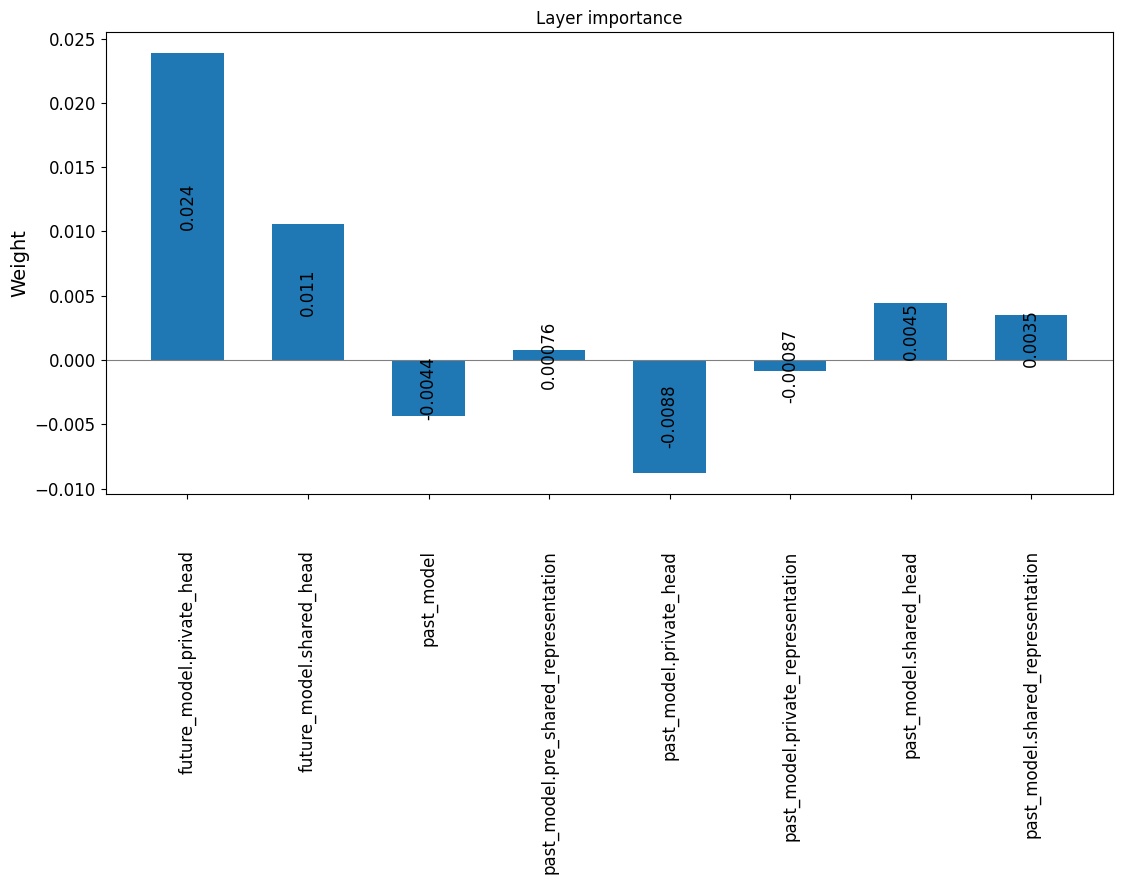 Layer importance
Weight
0.025
0.020
0.015
0.010
0.005
0.000
−0.005
−0.010
0.024
0.011
-0.0044
0.00076
-0.0088
-0.00087
0.0045
0.0035
future_model.private_head
future_model.shared_head
past_model
past_model.pre_shared_representation
past_model.private_head
past_model.private_representation
past_model.shared_head
past_model.shared_representation